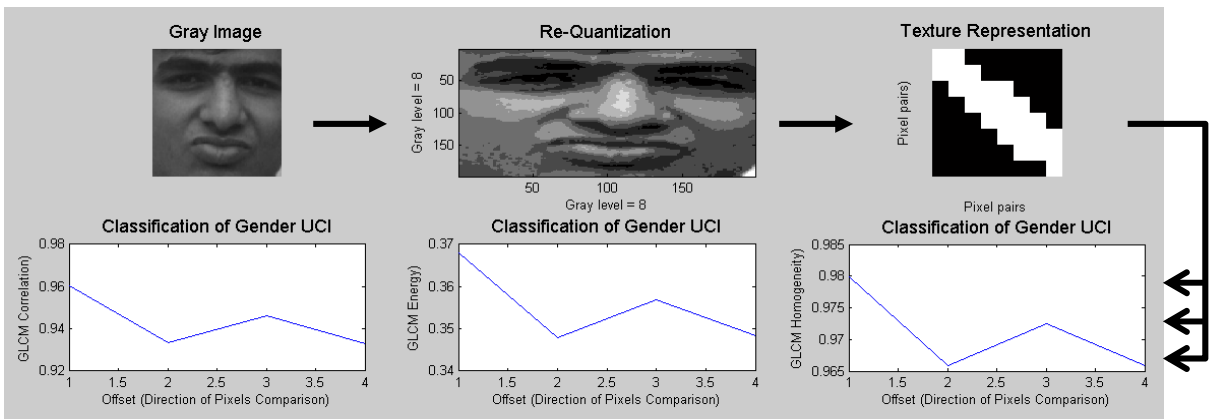 Gray Image
Re-Quantization
Texture Representation
Gray level = 8
50
100
150
50
100
150
Gray level = 8
Pixel pairs
Pixel pairs
Classification of Gender UCI
GLCM Correlation)
0.98
0.96
0.94
0.92
1
1.5
2
2.5
3
3.5
4
Offset (Direction of Pixels Comparison)
Classification of Gender UCI
GLCM Energy)
0.37
0.36
0.35
0.34
1
1.5
2
2.5
3
3.5
4
Offset (Direction of Pixels Comparison)
Classification of Gender UCI
GLCM Homogeneity)
0.985
0.98
0.975
0.97
0.965
1
1.5
2
2.5
3
3.5
4
Offset (Direction of Pixels Comparison)